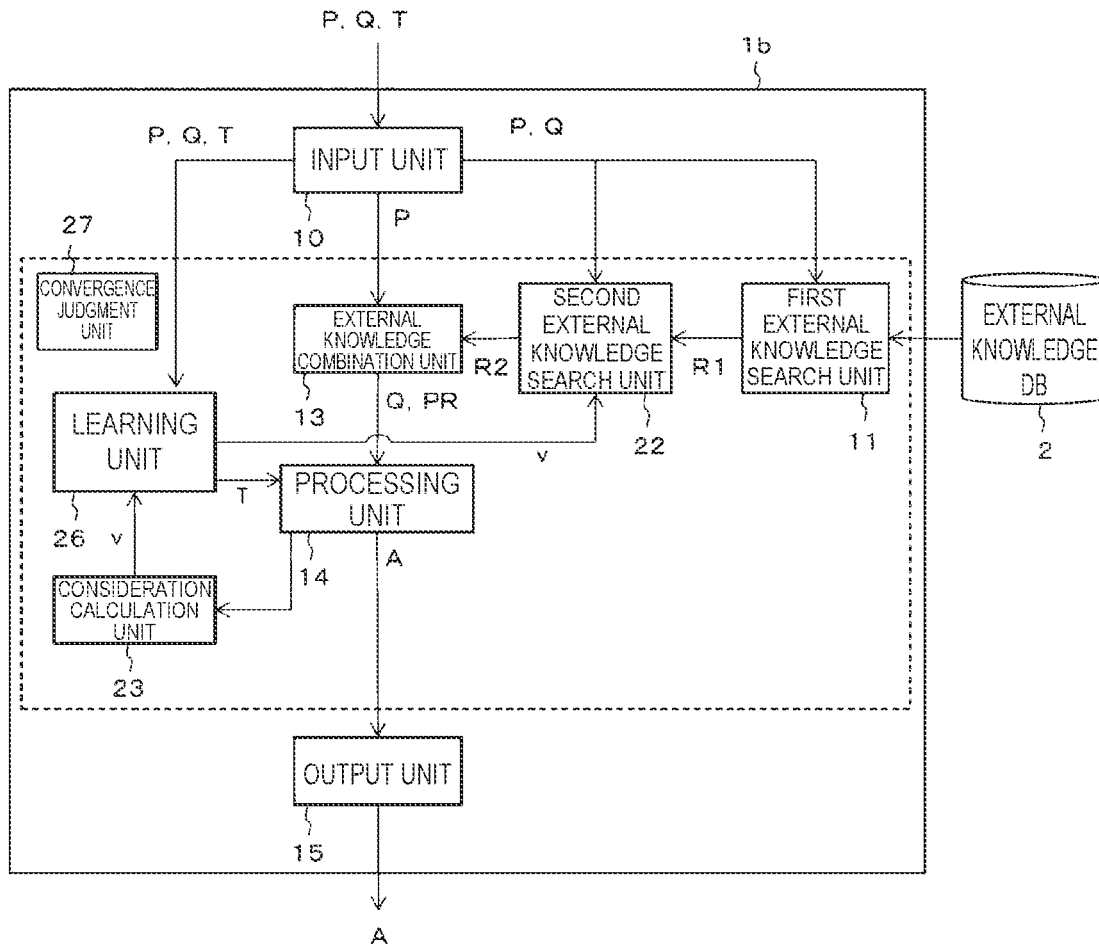 P, Q, T
1b
P, Q, T
P, Q
INPUT UNIT
10
P
27
CONVERGENCE
JUDGMENT
UNIT
EXTERNAL
KNOWLEDGE
COMBINATION UNIT
13
R2
SECOND
EXTERNAL
KNOWLEDGE
SEARCH UNIT
22
R1
FIRST
EXTERNAL
KNOWLEDGE
SEARCH UNIT
11
EXTERNAL
KNOWLEDGE
DB
2
Q, PR
LEARNING
UNIT
26
v
T
v
PROCESSING
UNIT
14
A
CONSIDERATION
CALCULATION
UNIT
23
OUTPUT UNIT
15
A